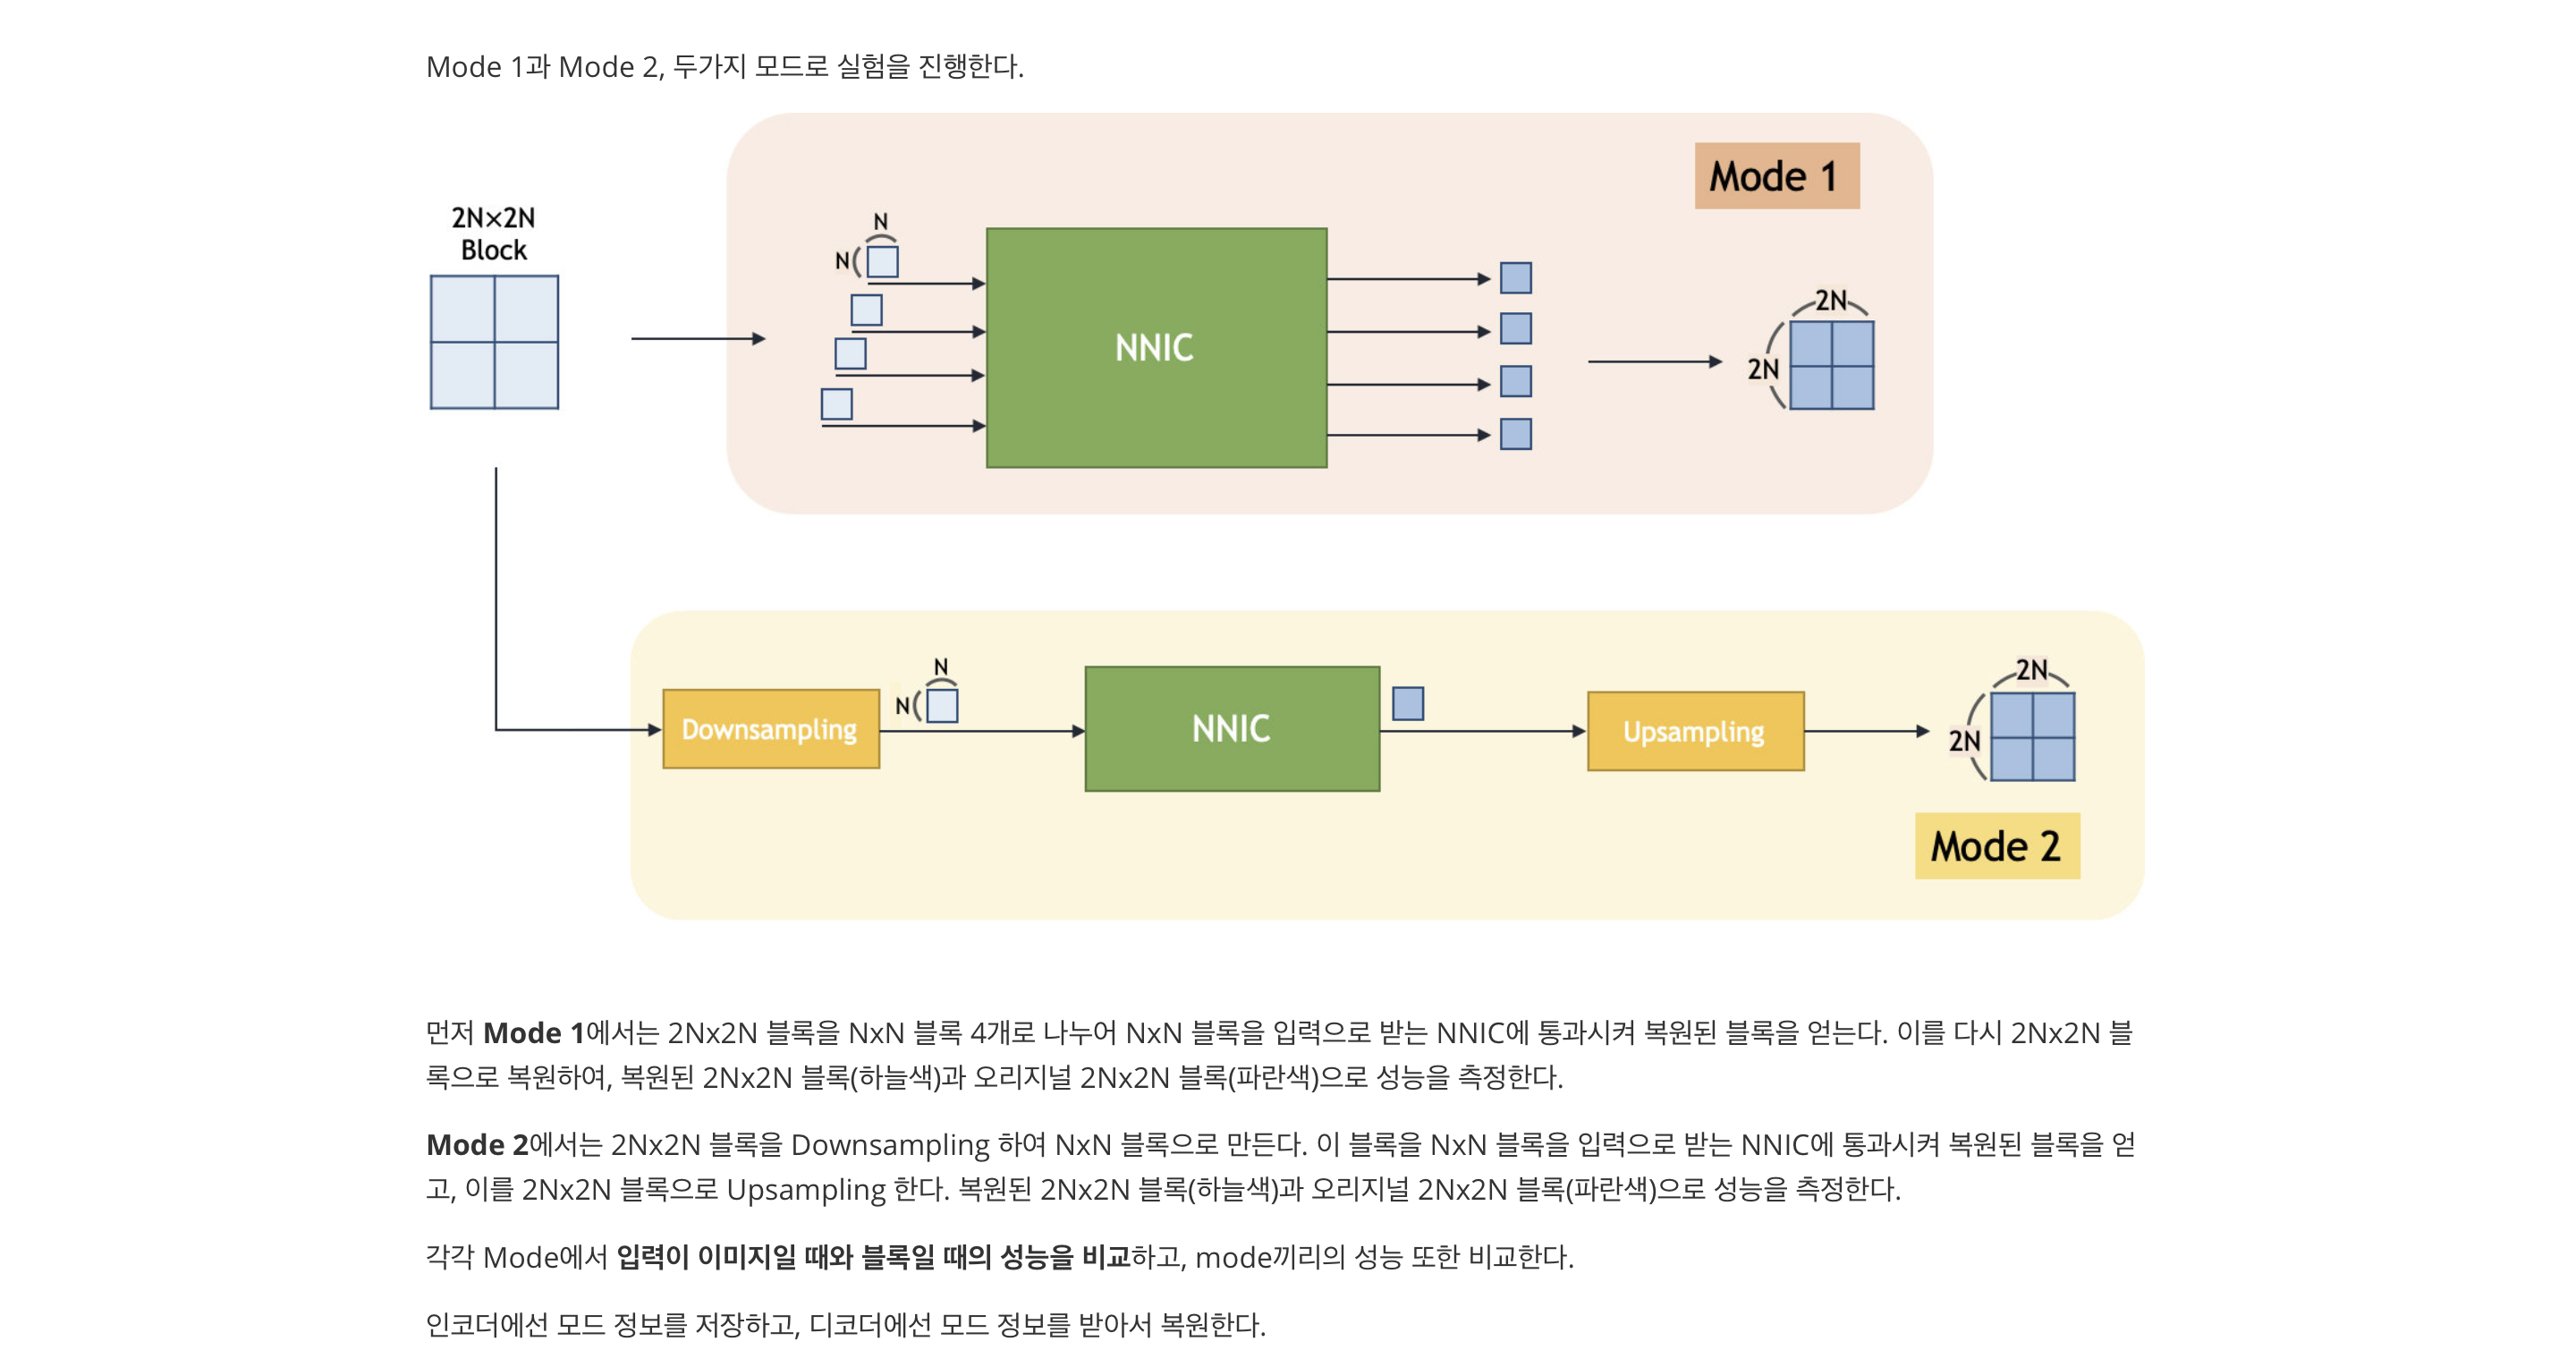 Mode 1과 Mode 2, 두가지 모드로 실험을 진행한다.
Mode 1
2N×2N
Block
N
N
NNIC
2N
2N
N
N
Downsampling
NNIC
Upsampling
2N
2N
Mode 2
먼저 Mode 1에서는 2Nx2N 블록을 NxN 블록 4개로 나누어 NxN 블록을 입력으로 받는 NNIC에 통과시켜 복원된 블록을 얻는다. 이를 다시 2Nx2N 블
록으로 복원하여, 복원된 2Nx2N 블록(하늘색)과 오리지널 2Nx2N 블록(파란색)으로 성능을 측정한다.
Mode 2에서는 2Nx2N 블록을 Downsampling 하여 NxN 블록으로 만든다. 이 블록을 NxN 블록을 입력으로 받는 NNIC에 통과시켜 복원된 블록을 얻
고, 이를 2Nx2N 블록으로 Upsampling 한다. 복원된 2Nx2N 블록(하늘색)과 오리지널 2Nx2N 블록(파란색)으로 성능을 측정한다.
각각 Mode에서 입력이 이미지일 때와 블록일 때의 성능을 비교하고, mode끼리의 성능 또한 비교한다.
인코더에선 모드 정보를 저장하고, 디코더에선 모드 정보를 받아서 복원한다.